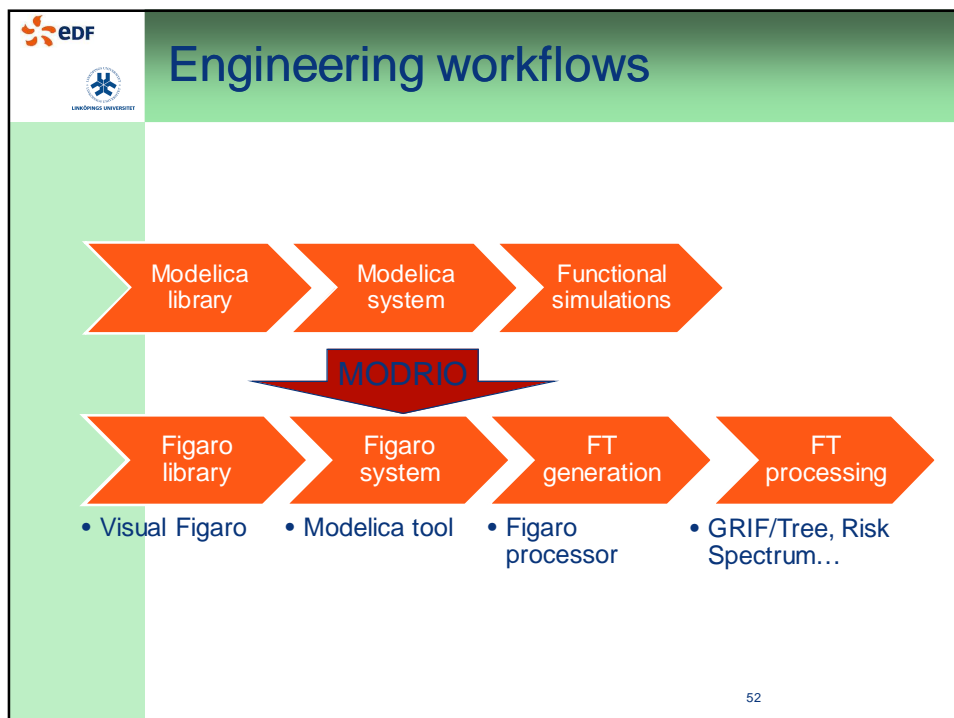 eDF
LINKÖPINGS UNIVERSITET
Engineering workflows
Modelica
library
Modelica
system
Functional
simulations
MODRIO
Figaro
library
Figaro
system
FT
generation
FT
processing
• Visual Figaro
• Modelica tool
• Figaro
processor
• GRIF/Tree, Risk
Spectrum…
52